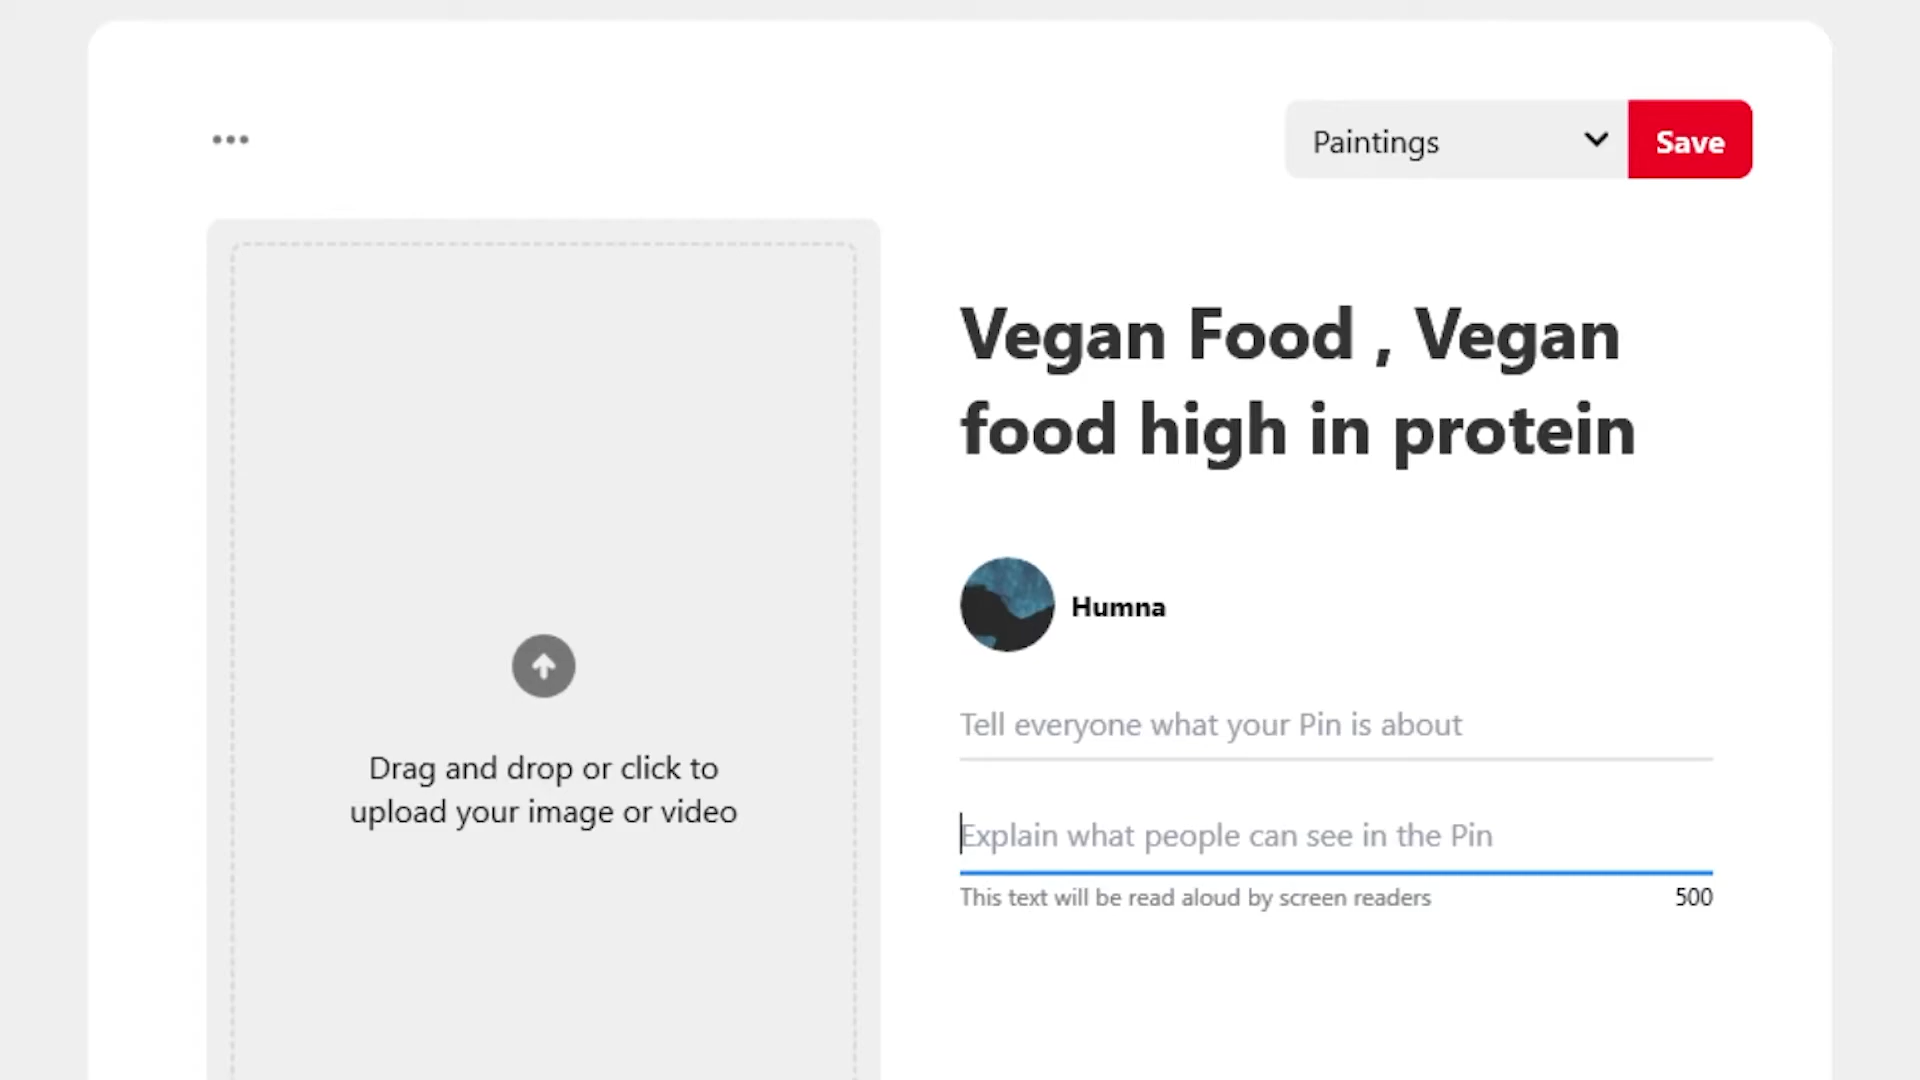 Paintings
Save
Vegan Food , Vegan
food high in protein
Humna
Drag and drop or click to
upload your image or video
Tell everyone what your Pin is about
Explain what people can see in the Pin
This text will be read aloud by screen readers
500